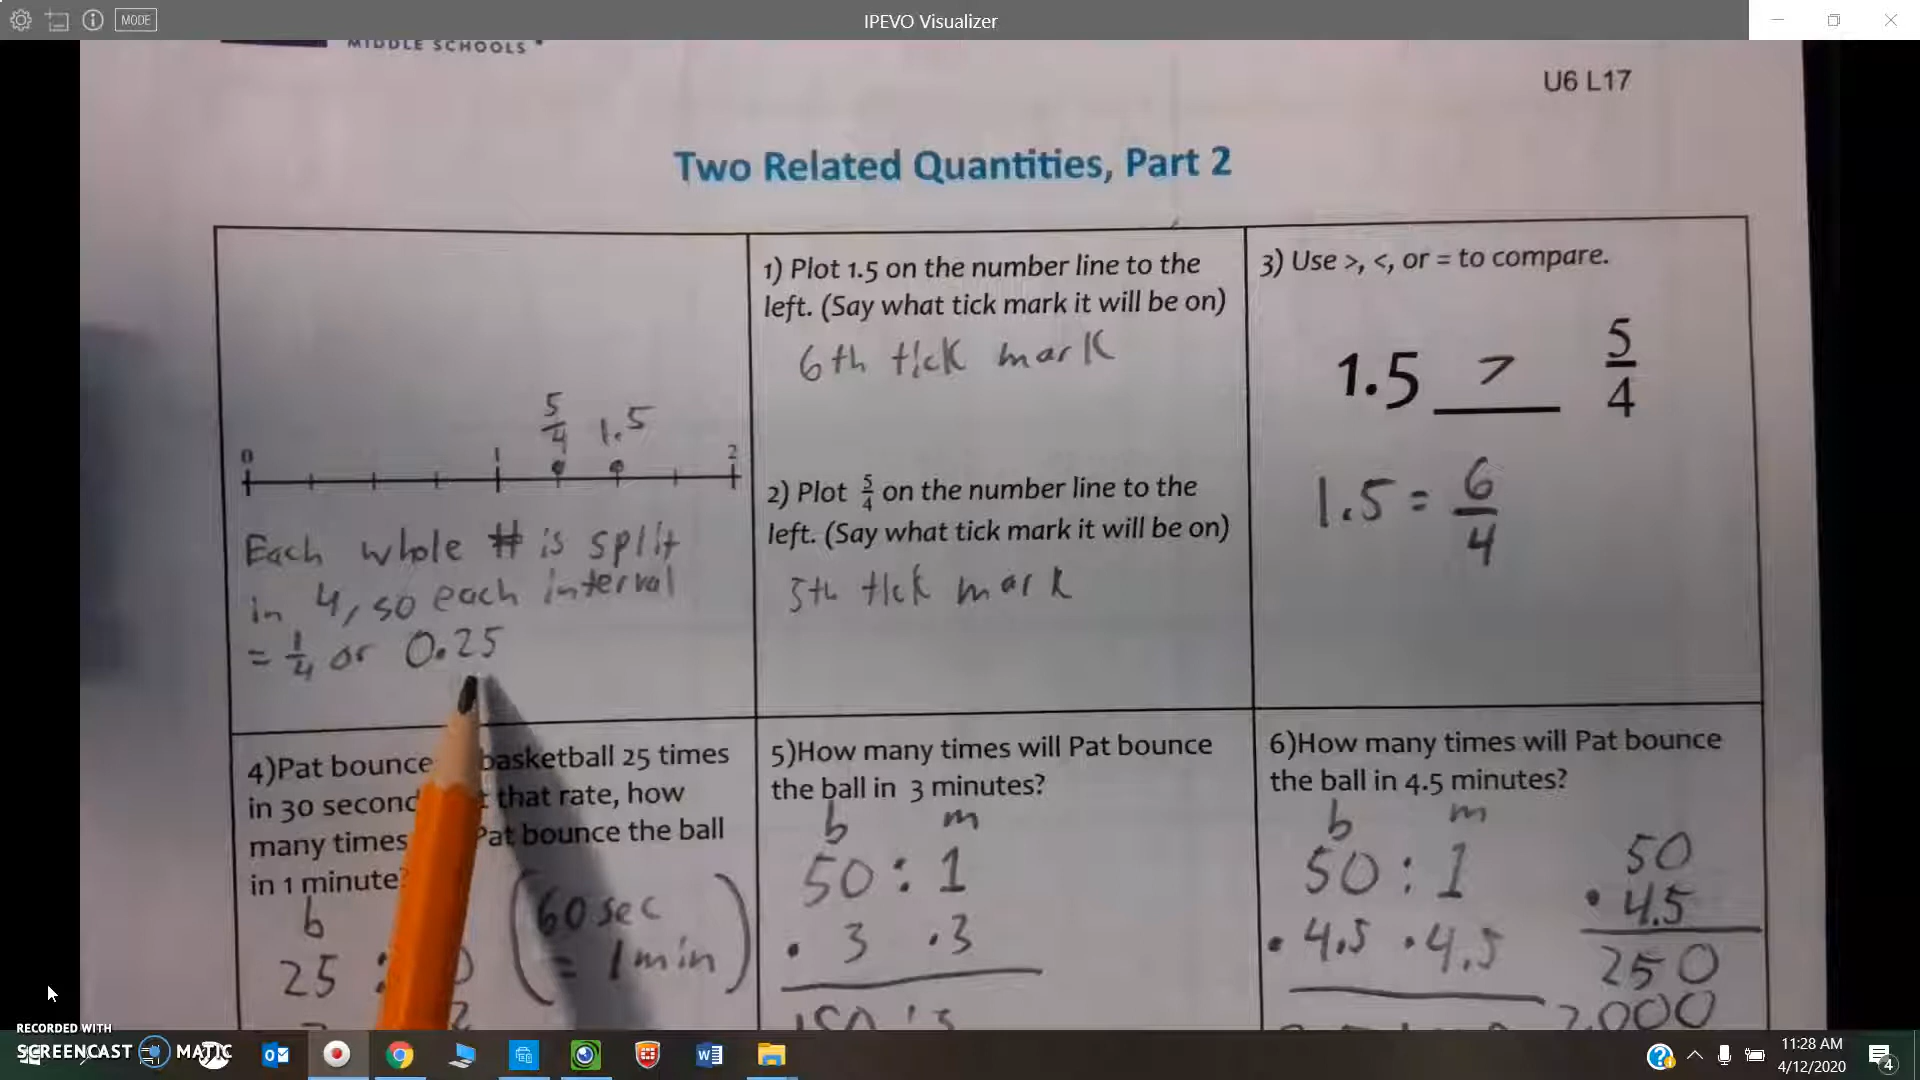 MODE
IPEVO Visualizer
MIDDLE SCHOOLS
U6 L17
Two Related Quantities, Part 2
0 1 5/4 1.5 2
Each whole # is split
in 4, so each interval
= 1/4 or 0.25
1) Plot 1.5 on the number line to the
left. (Say what tick mark it will be on)
6th tick mark
2) Plot 5/4 on the number line to the
left. (Say what tick mark it will be on)
5th tick mark
3) Use >, <, or = to compare.
1.5 > 5/4
1.5 = 6/4
4)Pat bounce basketball 25 times
in 30 second that rate, how
many times Pat bounce the ball
in 1 minute?
b
25 :
(60 sec
= 1 min)
5)How many times will Pat bounce
the ball in 3 minutes?
b m
50 : 1
· 3 · 3
6)How many times will Pat bounce
the ball in 4.5 minutes?
b m
50 : 1
· 4.5 · 4.5
50
· 4.5
250
2000
RECORDED WITH
SCREENCAST MATIC
11:28 AM
4/12/2020
4